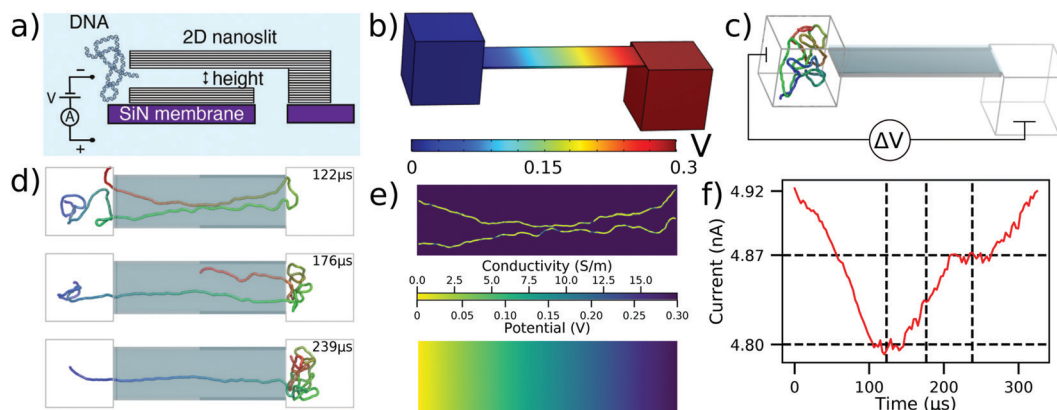 a)
DNA
2D nanoslit
height
V
A
SiN membrane
−
+
b)
V
0 0.15 0.3
c)
ΔV
d)
122μs
176μs
239μs
e)
Conductivity (S/m)
0.0 2.5 5.0 7.5 10.0 12.5 15.0
0 0.05 0.10 0.15 0.20 0.25 0.30
Potential (V)
f)
Current (nA)
4.92
4.87
4.80
0 100 200 300
Time (μs)